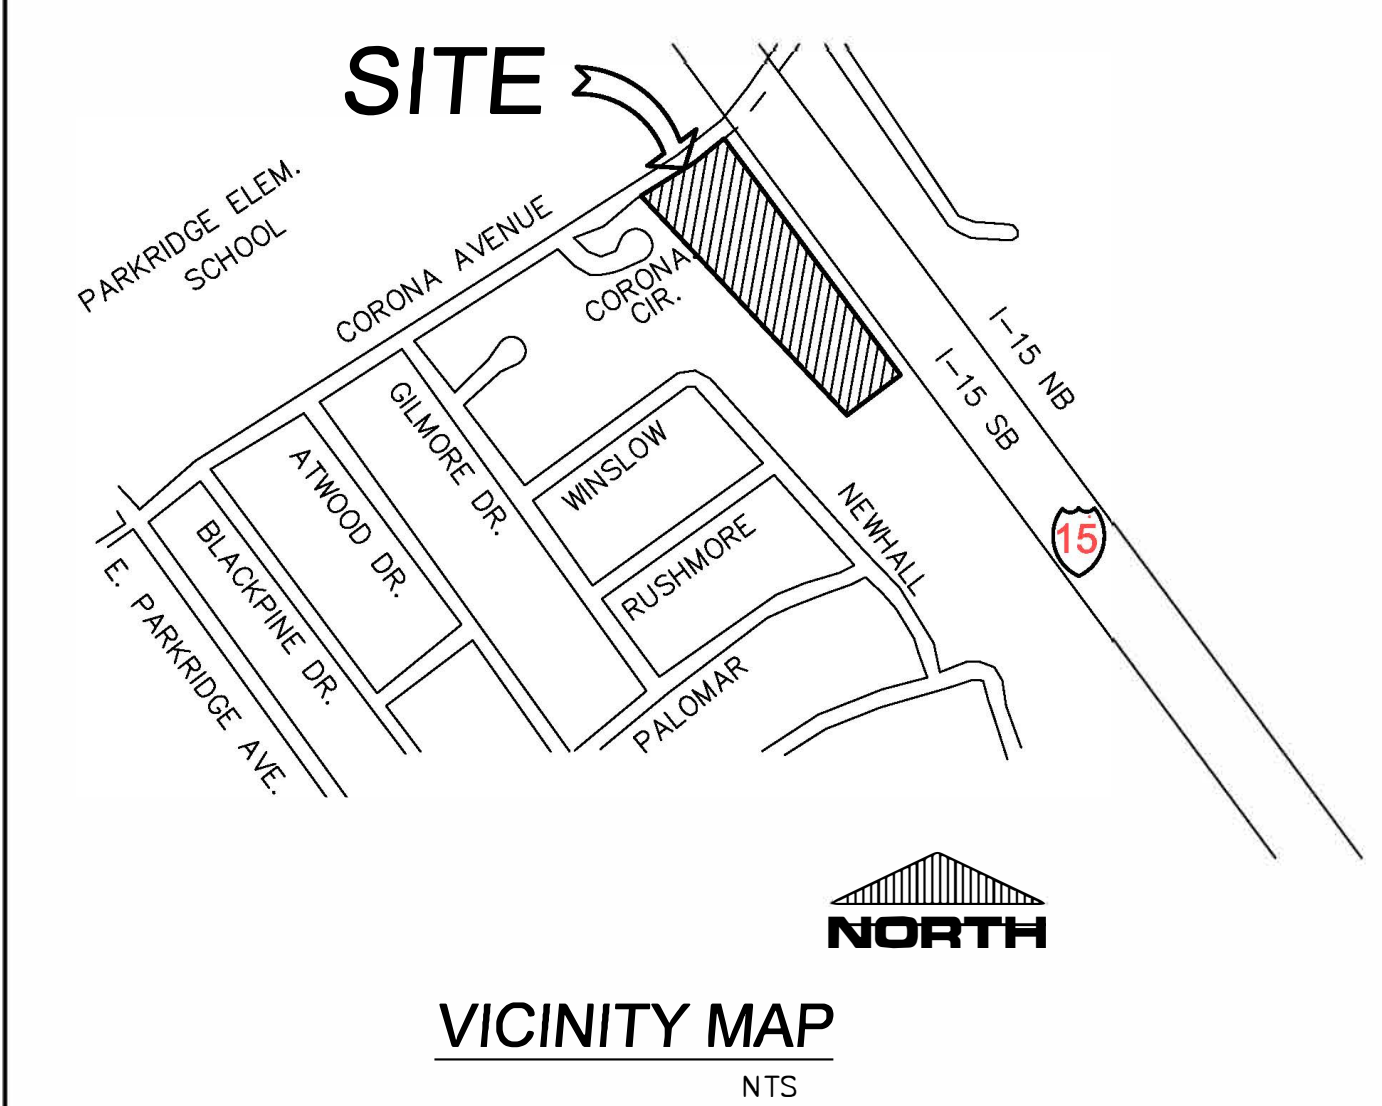 SITE
PARKRIDGE ELEM.
SCHOOL
CORONA AVENUE
CORONA
CIR.
I-15 NB
I-15 SB
GILMORE DR.
WINSLOW
ATWOOD DR.
NEWHALL
15
BLACKPINE DR.
RUSHMORE
E. PARKRIDGE AVE.
PALOMAR
NORTH
VICINITY MAP
NTS